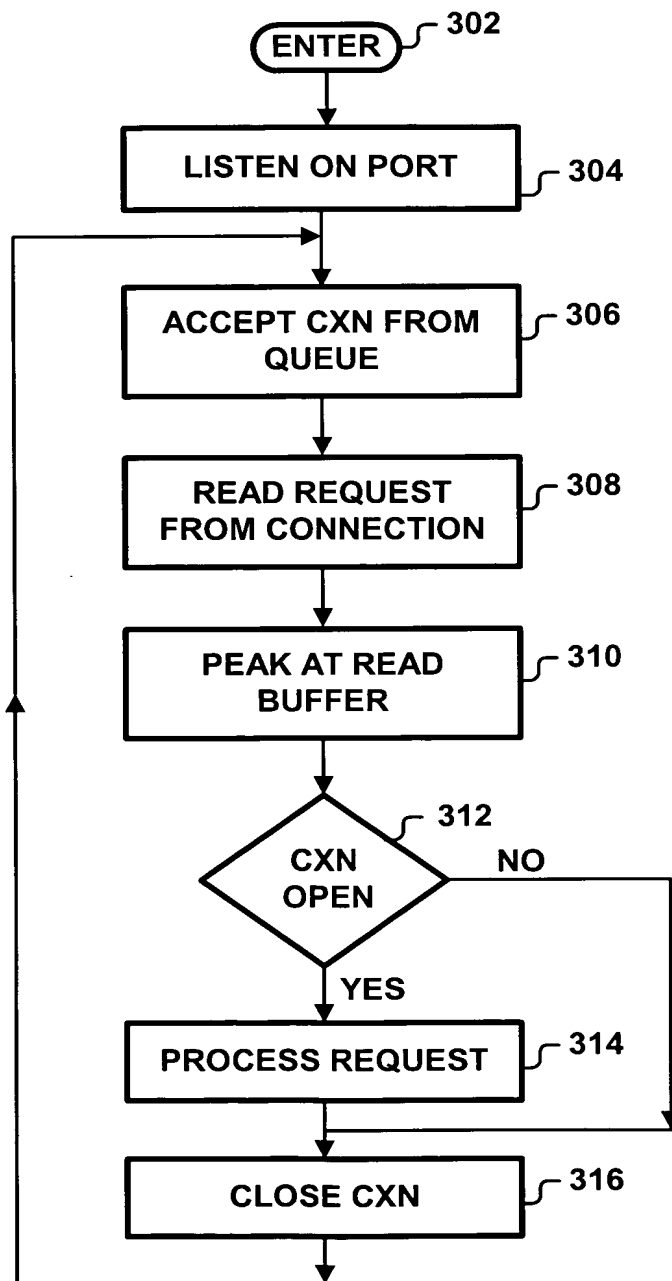 ENTER
302
LISTEN ON PORT
304
ACCEPT CXN FROM
QUEUE
306
READ REQUEST
FROM CONNECTION
308
PEAK AT READ
BUFFER
310
312
CXN
OPEN
NO
YES
PROCESS REQUEST
314
CLOSE CXN
316